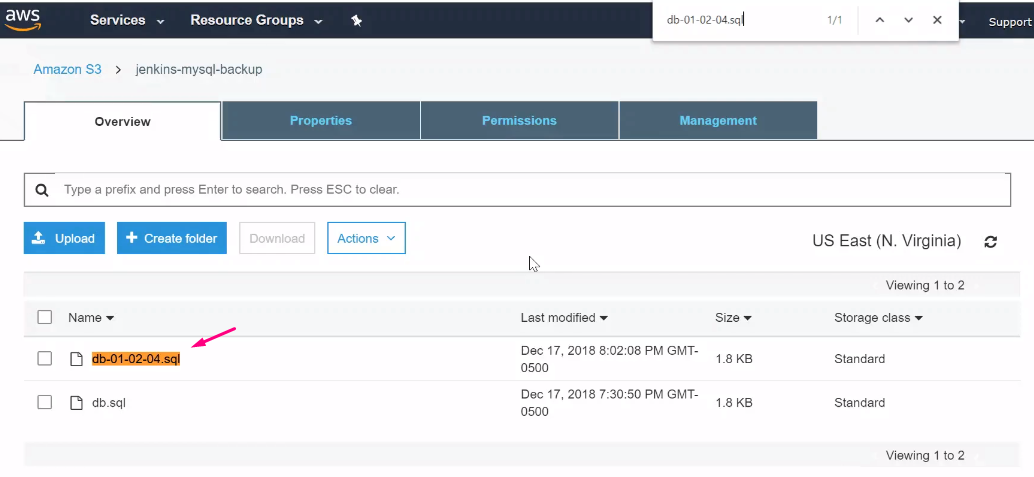 aws Services Resource Groups db-01-02-04.sql 1/1 Support
Amazon S3 > jenkins-mysql-backup
Overview Properties Permissions Management
Type a prefix and press Enter to search. Press ESC to clear.
Upload + Create folder Download Actions US East (N. Virginia)
Viewing 1 to 2
Name Last modified Size Storage class
db-01-02-04.sql Dec 17, 2018 8:02:08 PM GMT- 1.8 KB Standard
0500
db.sql Dec 17, 2018 7:30:50 PM GMT- 1.8 KB Standard
0500
Viewing 1 to 2